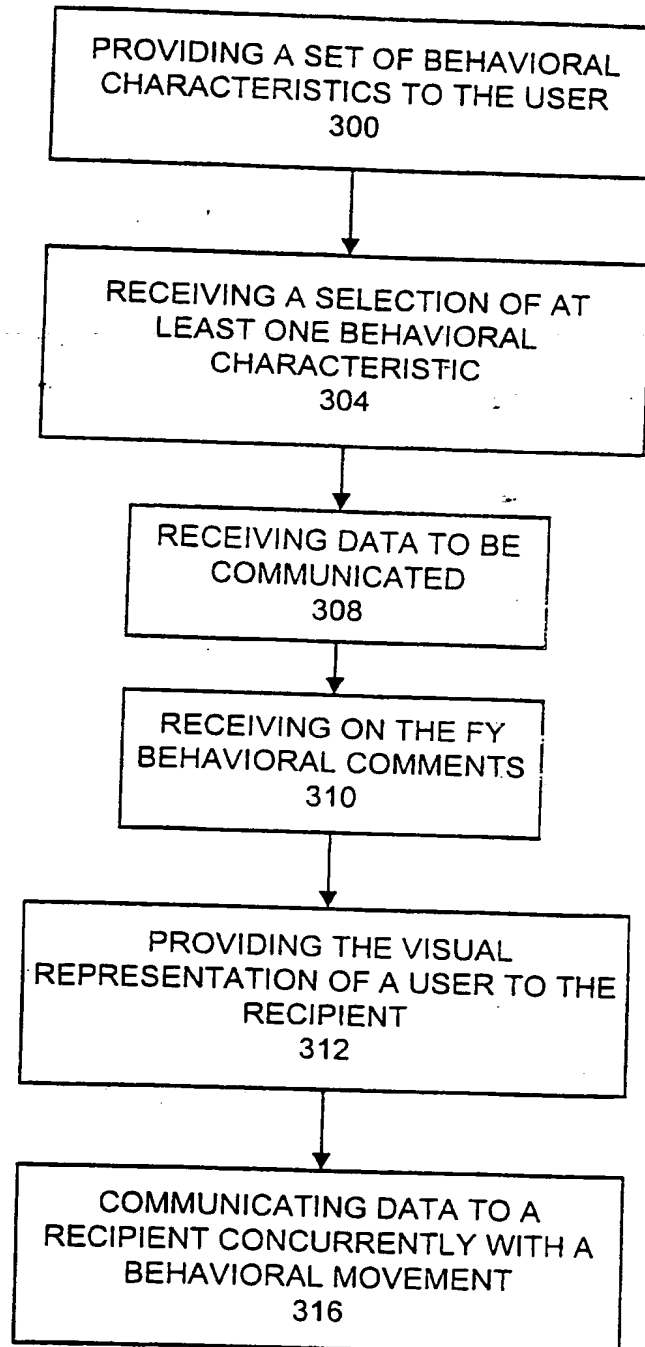 PROVIDING A SET OF BEHAVIORAL
CHARACTERISTICS TO THE USER
300
RECEIVING A SELECTION OF AT
LEAST ONE BEHAVIORAL
CHARACTERISTIC
304
RECEIVING DATA TO BE
COMMUNICATED
308
RECEIVING ON THE FY
BEHAVIORAL COMMENTS
310
PROVIDING THE VISUAL
REPRESENTATION OF A USER TO THE
RECIPIENT
312
COMMUNICATING DATA TO A
RECIPIENT CONCURRENTLY WITH A
BEHAVIORAL MOVEMENT
316